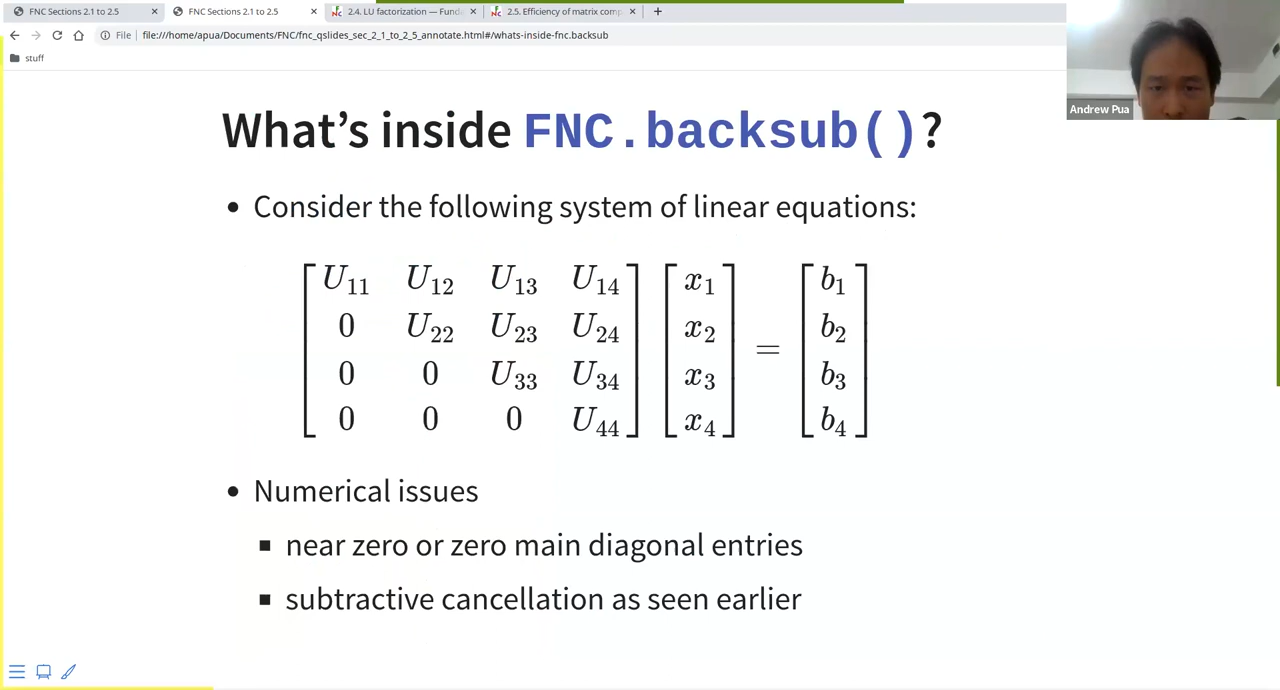 FNC Sections 2.1 to 2.5
FNC Sections 2.1 to 2.5
2.4. LU factorization — Fund
2.5. Efficiency of matrix comp
File
file:///home/apua/Documents/FNC/fnc_qslides_sec_2_1_to_2_5_annotate.html#/whats-inside-fnc.backsub
stuff
Andrew Pua
What's inside FNC.backsub()?
• Consider the following system of linear equations:
U11 U12 U13 U14 x1 b1
0 U22 U23 U24 x2 b2
=
0 0 U33 U34 x3 b3
0 0 0 U44 x4 b4
• Numerical issues
▪ near zero or zero main diagonal entries
▪ subtractive cancellation as seen earlier